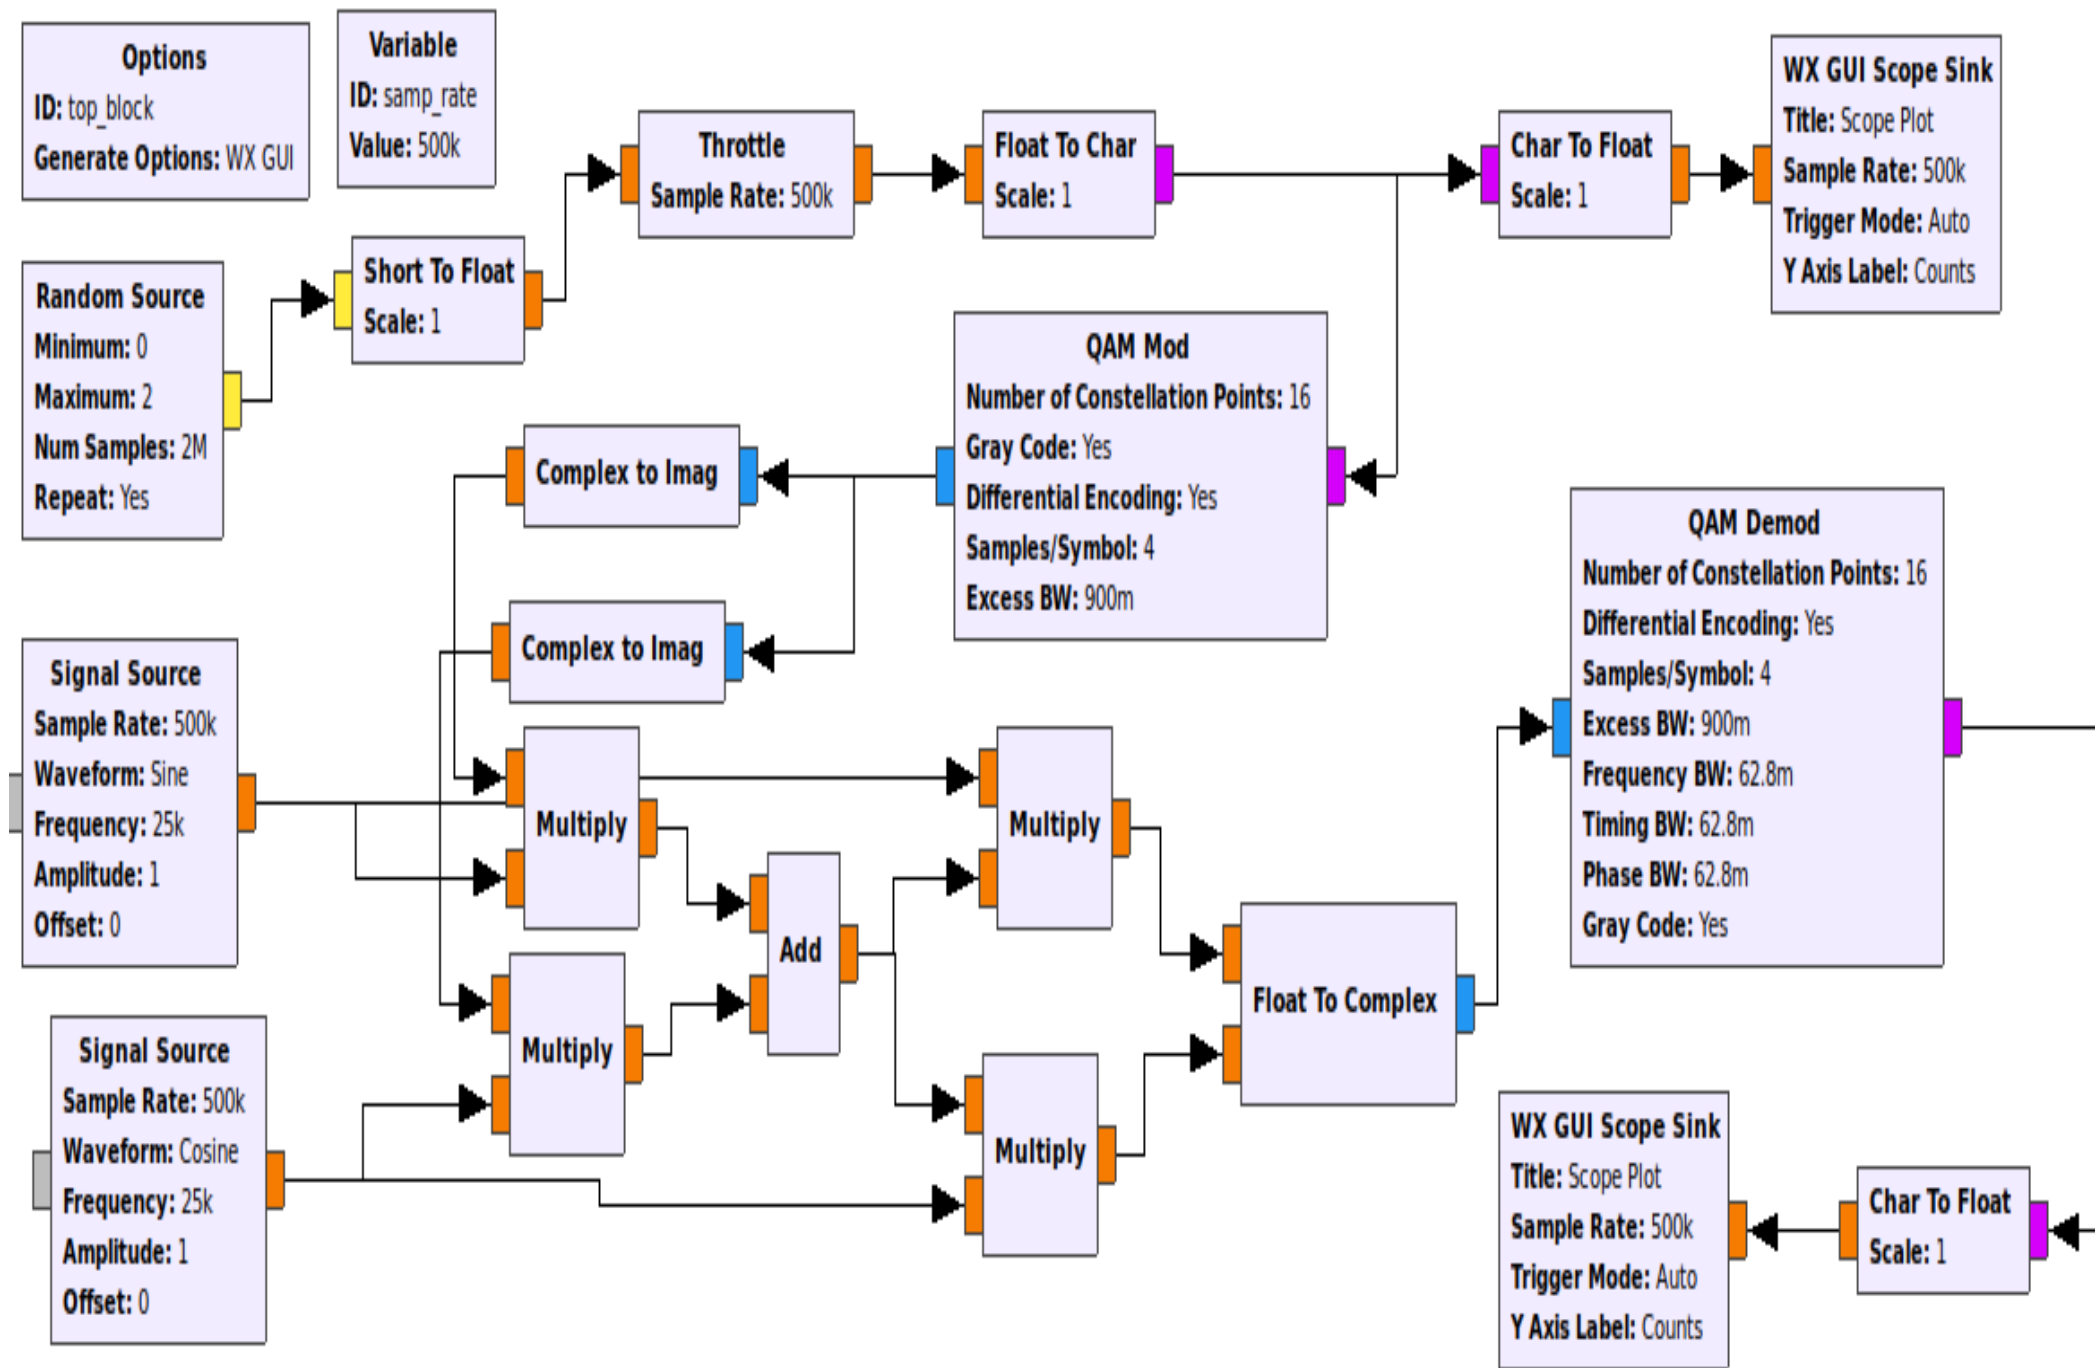 Options
ID: top_block
Generate Options: WX GUI
Variable
ID: samp_rate
Value: 500k
WX GUI Scope Sink
Title: Scope Plot
Sample Rate: 500k
Trigger Mode: Auto
Y Axis Label: Counts
Throttle
Sample Rate: 500k
Float To Char
Scale: 1
Char To Float
Scale: 1
Short To Float
Scale: 1
Random Source
Minimum: 0
Maximum: 2
Num Samples: 2M
Repeat: Yes
QAM Mod
Number of Constellation Points: 16
Gray Code: Yes
Differential Encoding: Yes
Samples/Symbol: 4
Excess BW: 900m
Complex to Imag
Complex to Imag
QAM Demod
Number of Constellation Points: 16
Differential Encoding: Yes
Samples/Symbol: 4
Excess BW: 900m
Frequency BW: 62.8m
Timing BW: 62.8m
Phase BW: 62.8m
Gray Code: Yes
Signal Source
Sample Rate: 500k
Waveform: Sine
Frequency: 25k
Amplitude: 1
Offset: 0
Multiply
Multiply
Add
Float To Complex
Signal Source
Sample Rate: 500k
Waveform: Cosine
Frequency: 25k
Amplitude: 1
Offset: 0
Multiply
Multiply
WX GUI Scope Sink
Title: Scope Plot
Sample Rate: 500k
Trigger Mode: Auto
Y Axis Label: Counts
Char To Float
Scale: 1